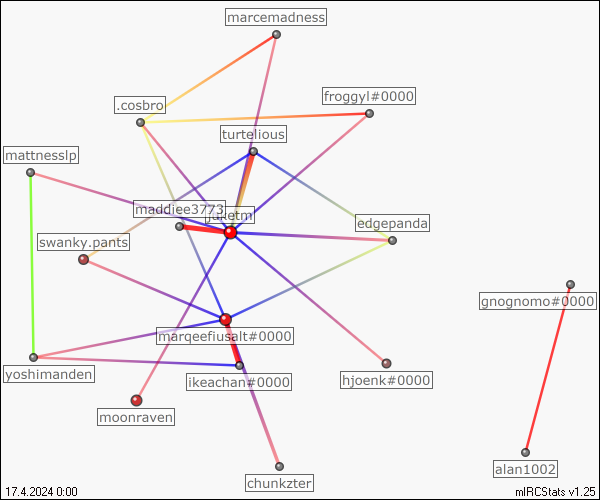 marcemadness
froggyl#0000
.cosbro
turtelious
mattnesslp
maddiee3773
juketm
edgepanda
swanky.pants
gnognomo#0000
marqeefiusalt#0000
yoshimanden
ikeachan#0000
hjoenk#0000
moonraven
alan1002
chunkzter
17.4.2024 0:00
mIRCStats v1.25